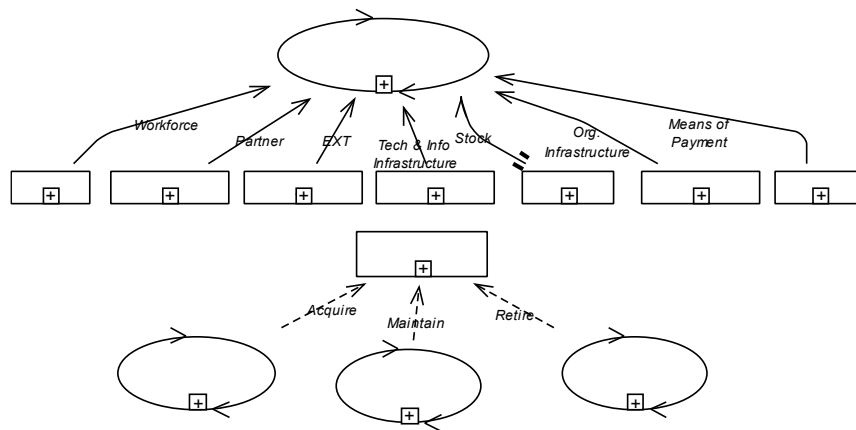 Workforce
Partner
EXT
Tech & Info
Infrastructure
Stock
Org.
Infrastructure
Means of
Payment
Acquire
Maintain
Retire